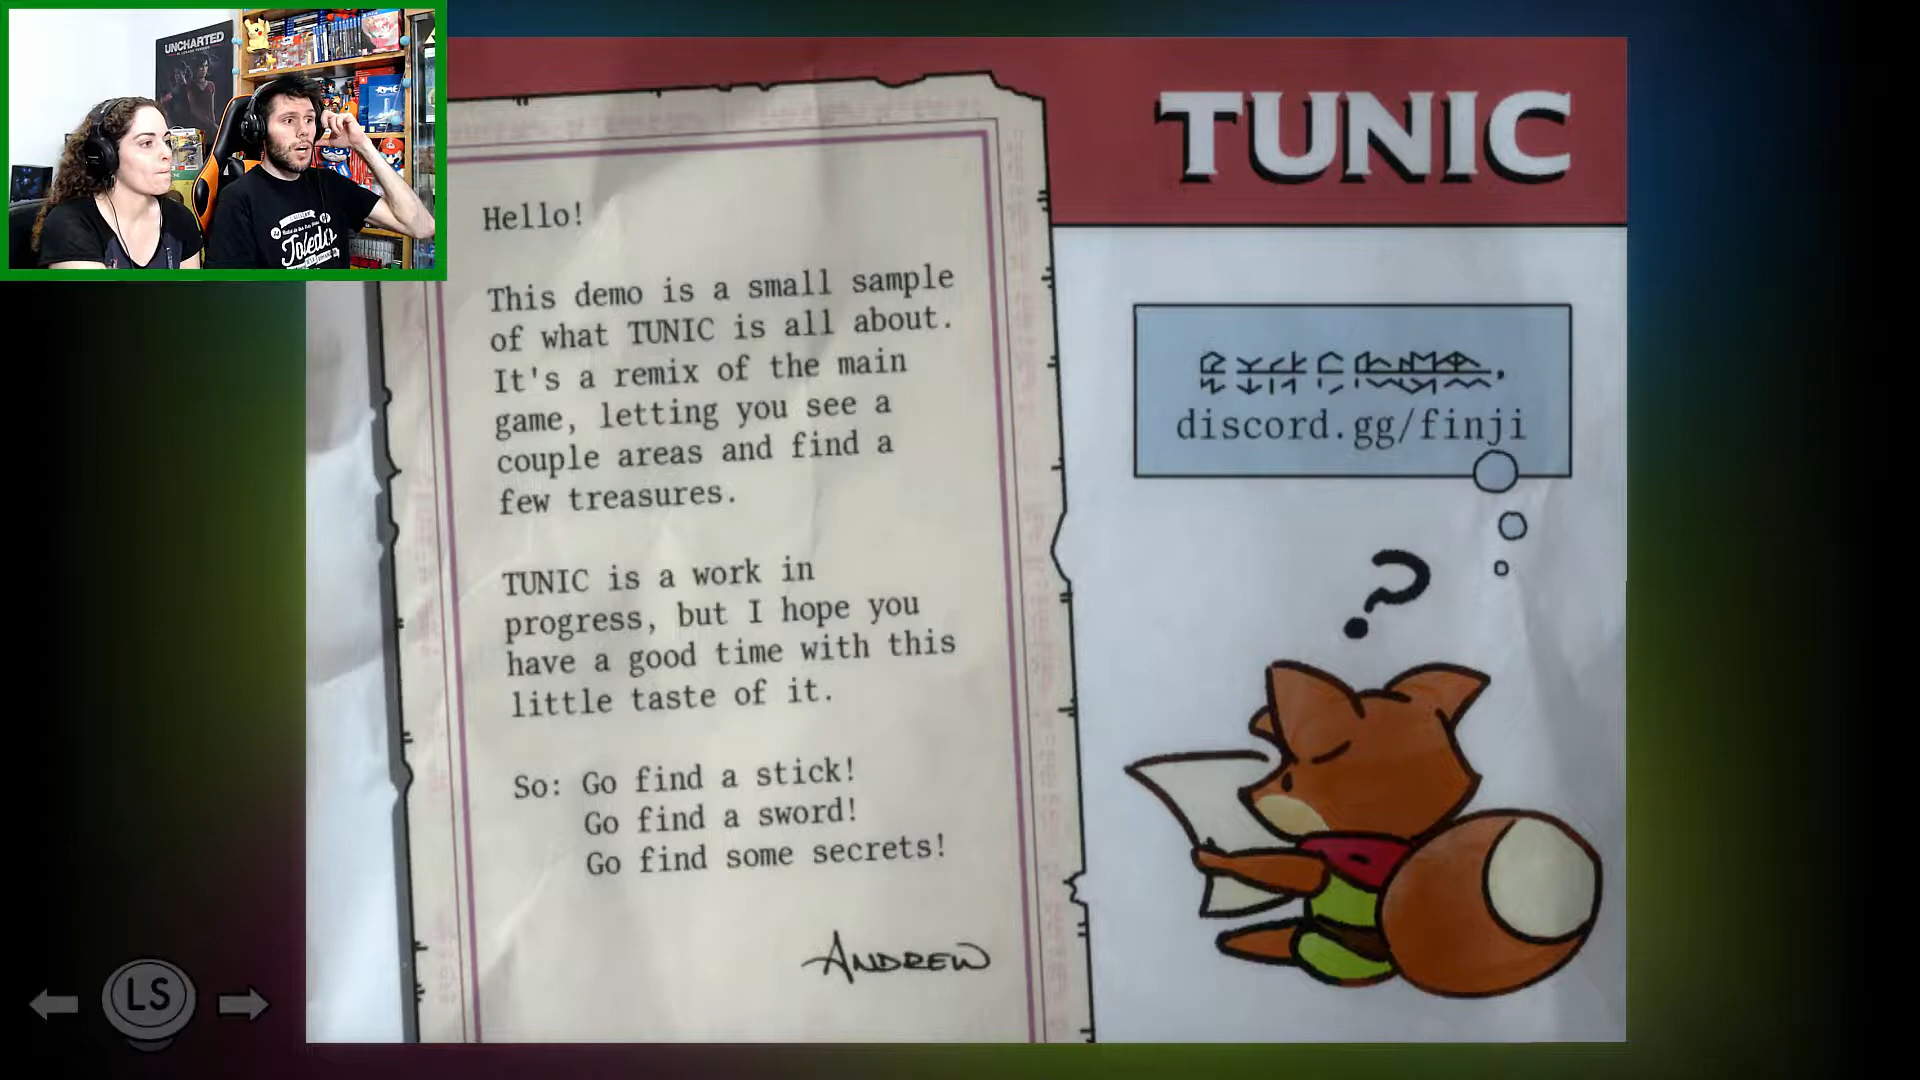 UNCHARTED
Toledo
TUNIC
Hello!
This demo is a small sample
of what TUNIC is all about.
It's a remix of the main
game, letting you see a
couple areas and find a
few treasures.
TUNIC is a work in
progress, but I hope you
have a good time with this
little taste of it.
So: Go find a stick!
Go find a sword!
Go find some secrets!
ANDREW
discord.gg/finji
?
LS